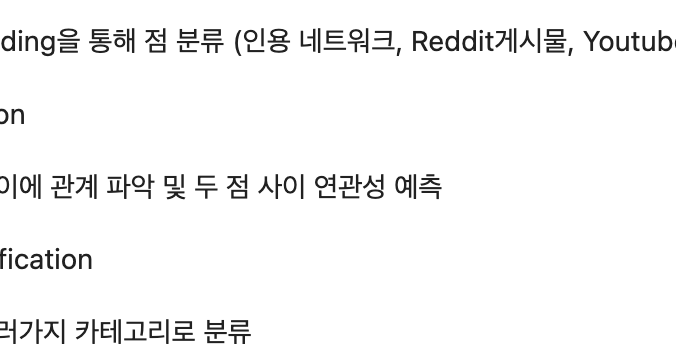 ding을 통해 점 분류 (인용 네트워크, Reddit게시물, Youtube
on
이에 관계 파악 및 두 점 사이 연관성 예측
fication
러가지 카테고리로 분류